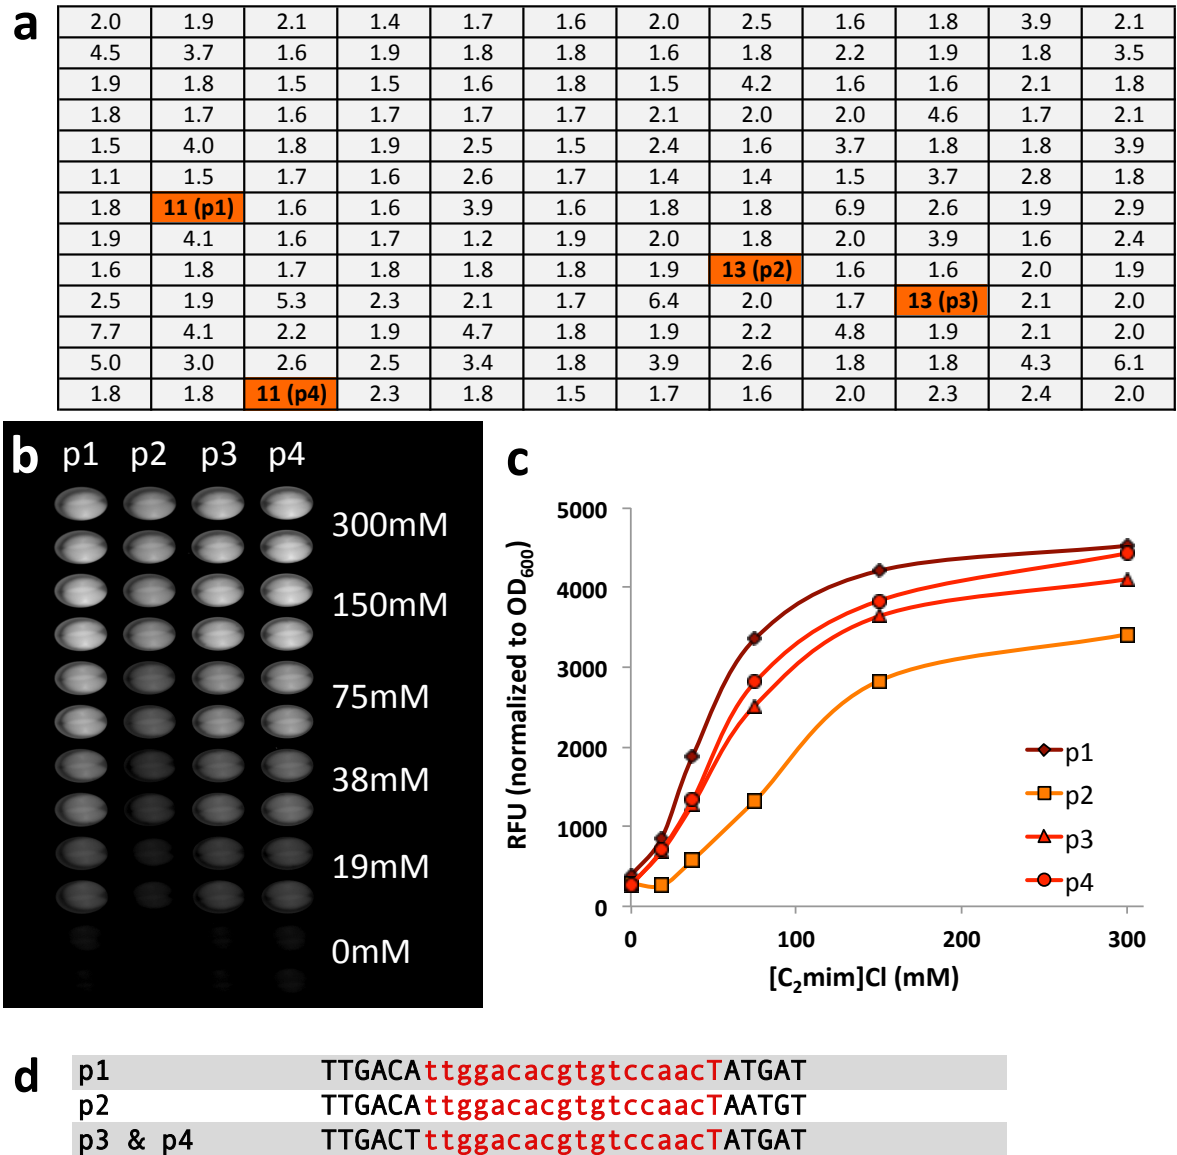 a
2.0 1.9 2.1 1.4 1.7 1.6 2.0 2.5 1.6 1.8 3.9 2.1
4.5 3.7 1.6 1.9 1.8 1.8 1.6 1.8 2.2 1.9 1.8 3.5
1.9 1.8 1.5 1.5 1.6 1.8 1.5 4.2 1.6 1.6 2.1 1.8
1.8 1.7 1.6 1.7 1.7 1.7 2.1 2.0 2.0 4.6 1.7 2.1
1.5 4.0 1.8 1.9 2.5 1.5 2.4 1.6 3.7 1.8 1.8 3.9
1.1 1.5 1.7 1.6 2.6 1.7 1.4 1.4 1.5 3.7 2.8 1.8
1.8 11 (p1) 1.6 1.6 3.9 1.6 1.8 1.8 6.9 2.6 1.9 2.9
1.9 4.1 1.6 1.7 1.2 1.9 2.0 1.8 2.0 3.9 1.6 2.4
1.6 1.8 1.7 1.8 1.8 1.8 1.9 13 (p2) 1.6 1.6 2.0 1.9
2.5 1.9 5.3 2.3 2.1 1.7 6.4 2.0 1.7 13 (p3) 2.1 2.0
7.7 4.1 2.2 1.9 4.7 1.8 1.9 2.2 4.8 1.9 2.1 2.0
5.0 3.0 2.6 2.5 3.4 1.8 3.9 2.6 1.8 1.8 4.3 6.1
1.8 1.8 11 (p4) 2.3 1.8 1.5 1.7 1.6 2.0 2.3 2.4 2.0
b
p1 p2 p3 p4
300mM
150mM
75mM
38mM
19mM
0mM
c
RFU (normalized to OD600)
5000
4000
3000
2000
1000
0
0 100 200 300
[C2mim]Cl (mM)
p1
p2
p3
p4
d
p1 TTGACAttggacacgtgtccaacTATGAT
p2 TTGACAttggacacgtgtccaacTAATGT
p3 & p4 TTGACTttggacacgtgtccaacTATGAT